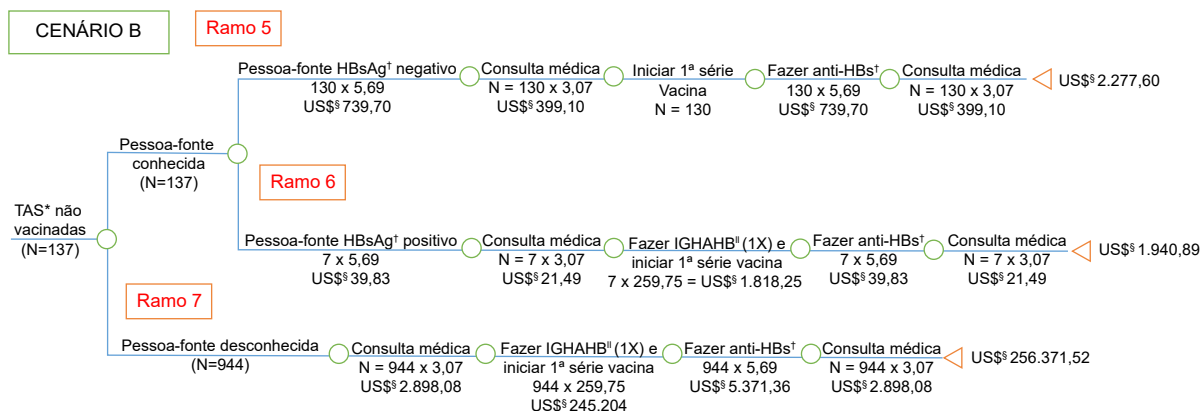 CENÁRIO B
Ramo 5
Pessoa-fonte HBsAg† negativo
130 x 5,69
US$§ 739,70
Consulta médica
N = 130 x 3,07
US$§ 399,10
Iniciar 1ª série
Vacina
N = 130
Fazer anti-HBs†
130 x 5,69
US$§ 739,70
Consulta médica
N = 130 x 3,07
US$§ 399,10
US$§ 2.277,60
Pessoa-fonte
conhecida
(N=137)
Ramo 6
TAS* não
vacinadas
(N=137)
Pessoa-fonte HBsAg† positivo
7 x 5,69
US$§ 39,83
Consulta médica
N = 7 x 3,07
US$§ 21,49
Fazer IGHAHB|| (1X) e
iniciar 1ª série vacina
7 x 259,75 = US$§ 1.818,25
Fazer anti-HBs†
7 x 5,69
US$§ 39,83
Consulta médica
N = 7 x 3,07
US$§ 21,49
US$§ 1.940,89
Ramo 7
Pessoa-fonte desconhecida
(N=944)
Consulta médica
N = 944 x 3,07
US$§ 2.898,08
Fazer IGHAHB|| (1X) e
iniciar 1ª série vacina
944 x 259,75
US$§ 245.204
Fazer anti-HBs†
944 x 5,69
US$§ 5.371,36
Consulta médica
N = 944 x 3,07
US$§ 2.898,08
US$§ 256.371,52